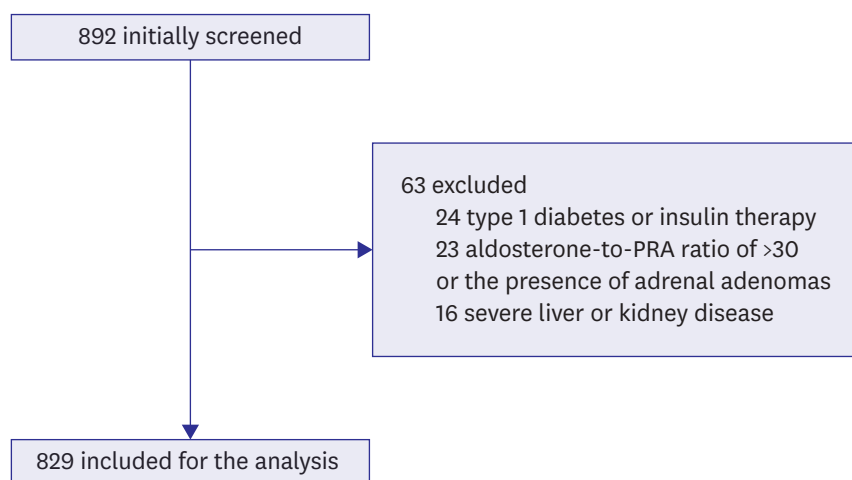 892 initially screened
63 excluded
24 type 1 diabetes or insulin therapy
23 aldosterone-to-PRA ratio of >30
or the presence of adrenal adenomas
16 severe liver or kidney disease
829 included for the analysis